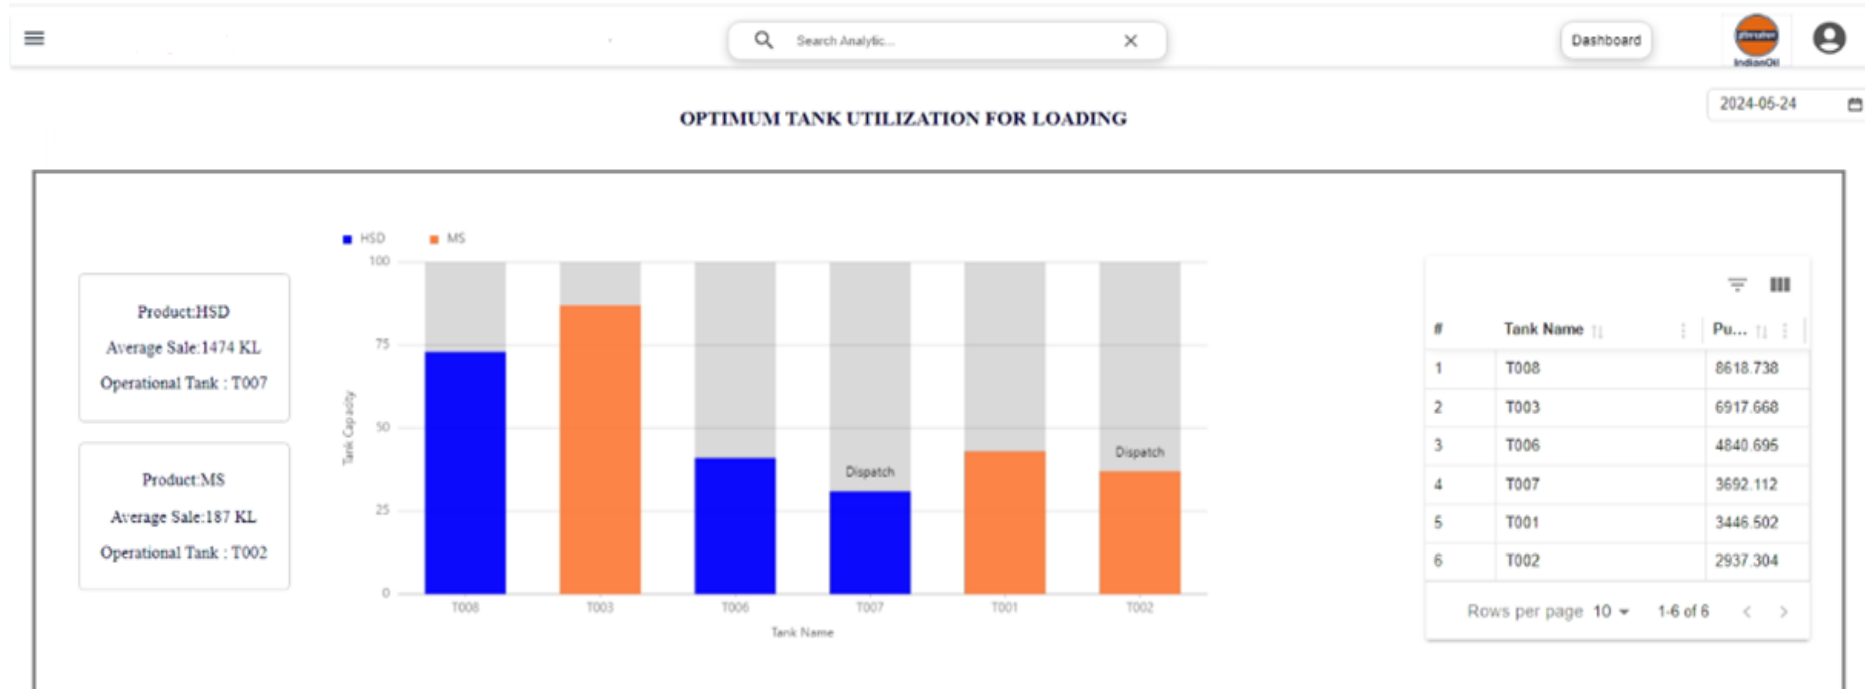 Search Analytic...
Dashboard
IndianOil
2024-05-24
OPTIMUM TANK UTILIZATION FOR LOADING
Product:HSD
Average Sale:1474 KL
Operational Tank : T007
Product:MS
Average Sale:187 KL
Operational Tank : T002
HSD MS
100
75
50
25
0
Tank Capacity
Dispatch
Dispatch
T008 T003 T006 T007 T001 T002
Tank Name
# Tank Name Pu...
1 T008 8618.738
2 T003 6917.668
3 T006 4840.695
4 T007 3692.112
5 T001 3446.502
6 T002 2937.304
Rows per page 10 1-6 of 6